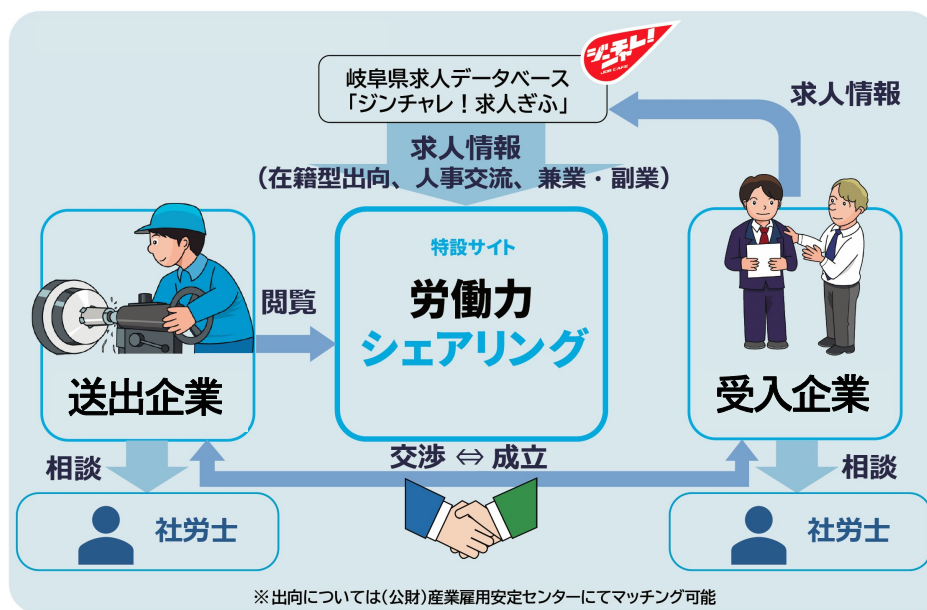 ジンチャレ!
JOB CAFE
岐阜県求人データベース
「ジンチャレ!求人ぎふ」
求人情報
求人情報
(在籍型出向、人事交流、兼業・副業)
特設サイト
労働力
シェアリング
閲覧
送出企業
受入企業
交渉 ⇔ 成立
相談
相談
社労士
社労士
※出向については(公財)産業雇用安定センターにてマッチング可能